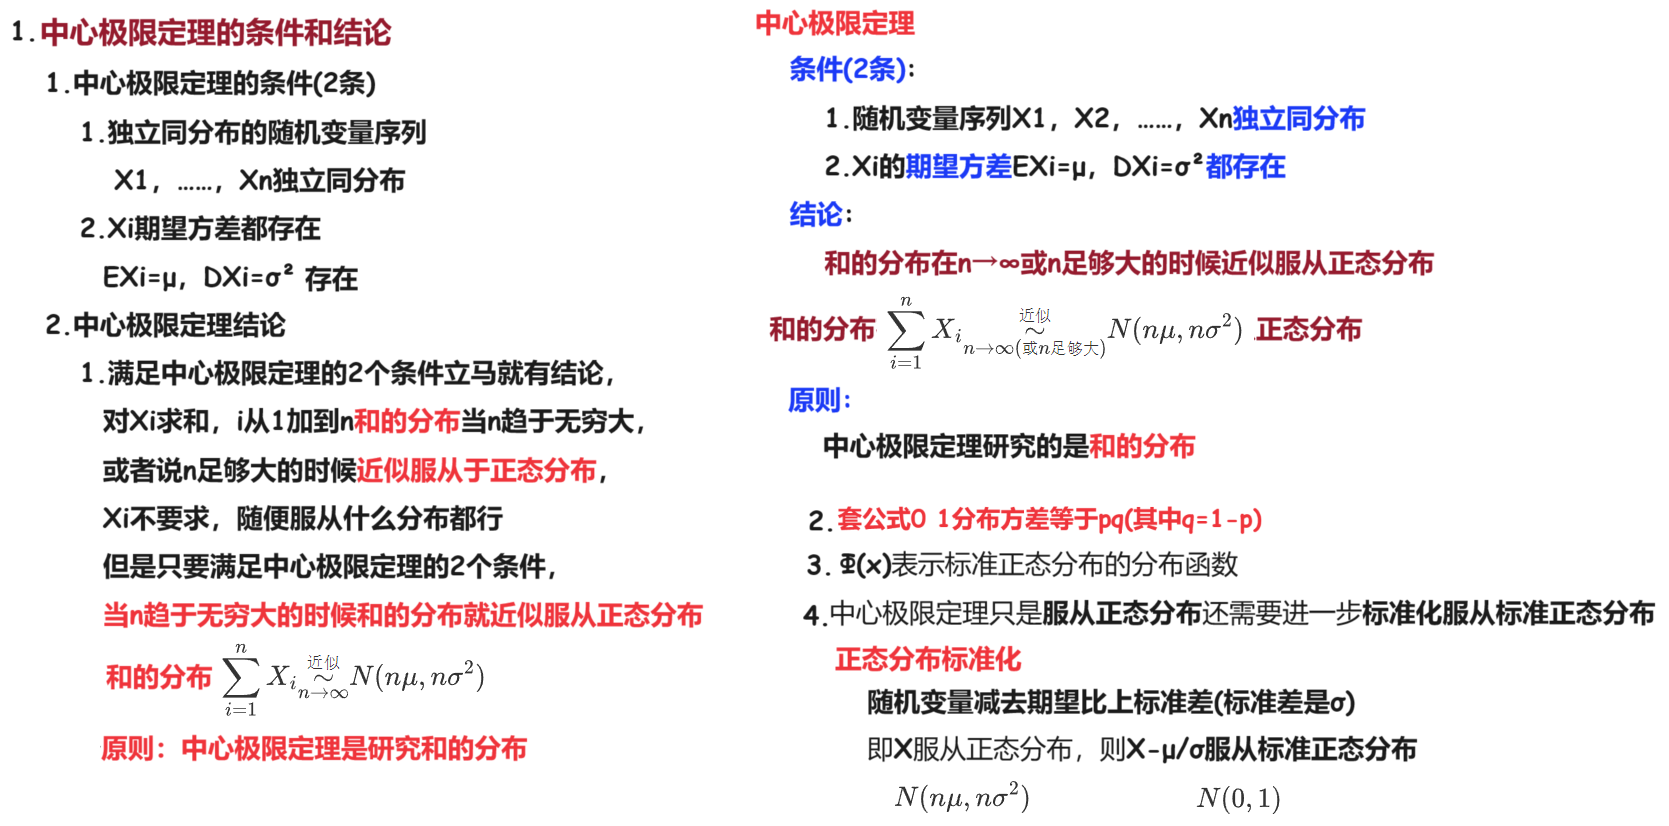 1.中心极限定理的条件和结论
1.中心极限定理的条件(2条)
1.独立同分布的随机变量序列
X1，……，Xn独立同分布
2.Xi期望方差都存在
EXi=μ，DXi=σ² 存在
2.中心极限定理结论
1.满足中心极限定理的2个条件立马就有结论，
对Xi求和，i从1加到n和的分布当n趋于无穷大，
或者说n足够大的时候近似服从于正态分布，
Xi不要求，随便服从什么分布都行
但是只要满足中心极限定理的2个条件，
当n趋于无穷大的时候和的分布就近似服从正态分布
和的分布 $\sum_{i=1}^{n} X_i \overset{近似}{\underset{n\to\infty}{\sim}} N(n\mu, n\sigma^2)$
原则：中心极限定理是研究和的分布
中心极限定理
条件(2条)：
1.随机变量序列X1，X2，……，Xn独立同分布
2.Xi的期望方差EXi=μ，DXi=σ²都存在
结论：
和的分布在n→∞或n足够大的时候近似服从正态分布
和的分布 $\sum_{i=1}^{n} X_i \overset{近似}{\underset{n\to\infty(或n足够大)}{\sim}} N(n\mu, n\sigma^2)$ 正态分布
原则：
中心极限定理研究的是和的分布
2.套公式0 1分布方差等于pq(其中q=1-p)
3.Φ(x)表示标准正态分布的分布函数
4.中心极限定理只是服从正态分布还需要进一步标准化服从标准正态分布
正态分布标准化
随机变量减去期望比上标准差(标准差是σ)
即X服从正态分布，则X-μ/σ服从标准正态分布
$N(n\mu, n\sigma^2)$ $N(0,1)$